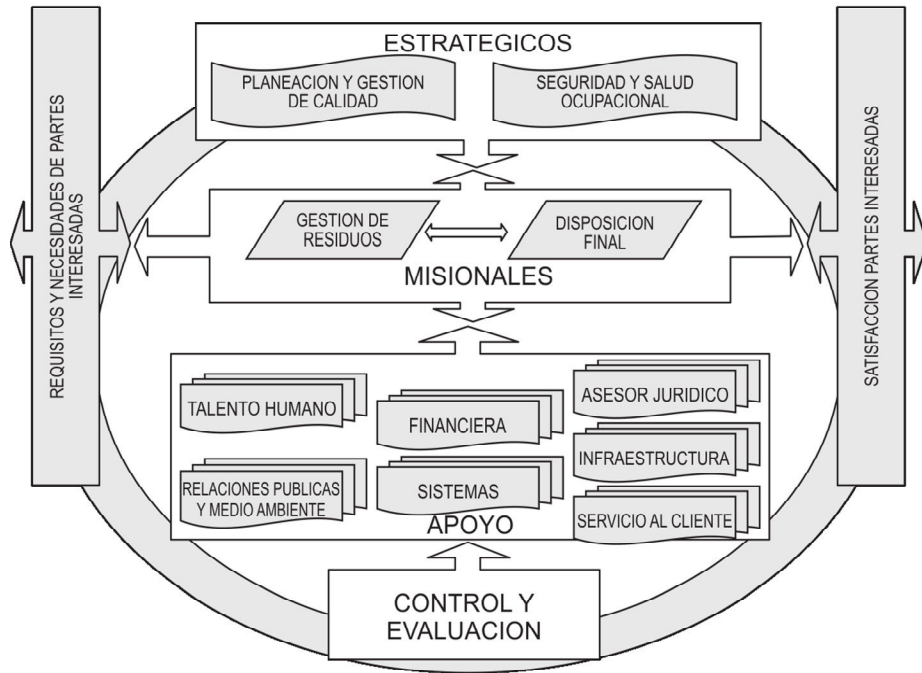 ESTRATEGICOS
PLANEACION Y GESTION
DE CALIDAD
SEGURIDAD Y SALUD
OCUPACIONAL
REQUISITOS Y NECESIDADES DE PARTES
INTERESADAS
GESTION DE
RESIDUOS
DISPOSICION
FINAL
MISIONALES
SATISFACCION PARTES INTERESADAS
TALENTO HUMANO
FINANCIERA
ASESOR JURIDICO
RELACIONES PUBLICAS
Y MEDIO AMBIENTE
SISTEMAS
INFRAESTRUCTURA
SERVICIO AL CLIENTE
APOYO
CONTROL Y
EVALUACION